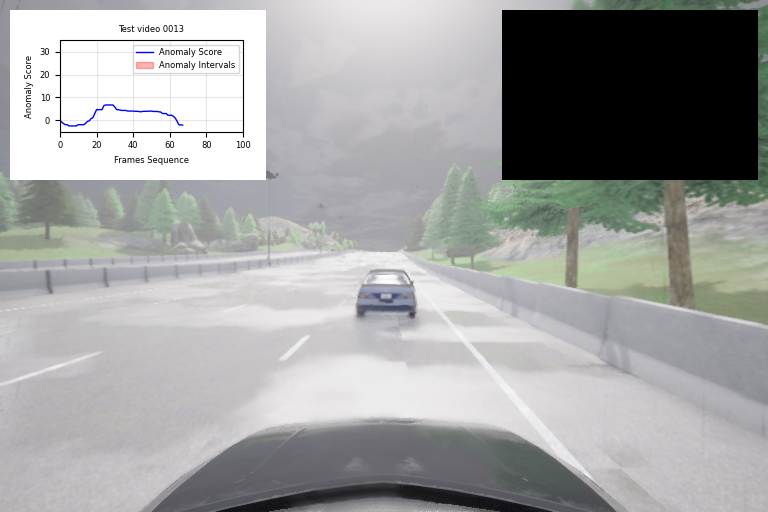 Test video 0013
Anomaly Score
Anomaly Intervals
30
20
10
0
0 20 40 60 80 100
Anomaly Score
Frames Sequence